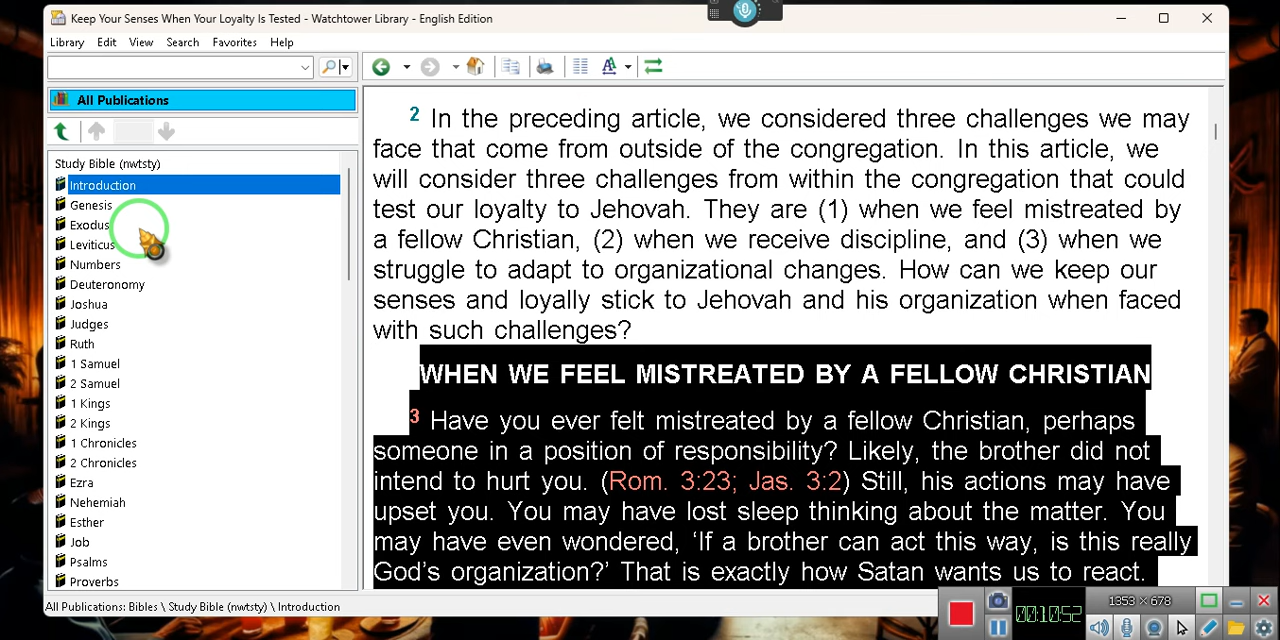 Keep Your Senses When Your Loyalty Is Tested - Watchtower Library - English Edition
Library Edit View Search Favorites Help
All Publications
Study Bible (nwtsty)
Introduction
Genesis
Exodus
Leviticus
Numbers
Deuteronomy
Joshua
Judges
Ruth
1 Samuel
2 Samuel
1 Kings
2 Kings
1 Chronicles
2 Chronicles
Ezra
Nehemiah
Esther
Job
Psalms
Proverbs
2 In the preceding article, we considered three challenges we may
face that come from outside of the congregation. In this article, we
will consider three challenges from within the congregation that could
test our loyalty to Jehovah. They are (1) when we feel mistreated by
a fellow Christian, (2) when we receive discipline, and (3) when we
struggle to adapt to organizational changes. How can we keep our
senses and loyally stick to Jehovah and his organization when faced
with such challenges?
WHEN WE FEEL MISTREATED BY A FELLOW CHRISTIAN
3 Have you ever felt mistreated by a fellow Christian, perhaps
someone in a position of responsibility? Likely, the brother did not
intend to hurt you. (Rom. 3:23; Jas. 3:2) Still, his actions may have
upset you. You may have lost sleep thinking about the matter. You
may have even wondered, ‘If a brother can act this way, is this really
God’s organization?’ That is exactly how Satan wants us to react.
All Publications: Bibles \ Study Bible (nwtsty) \ Introduction
1353 × 678
00:10:52